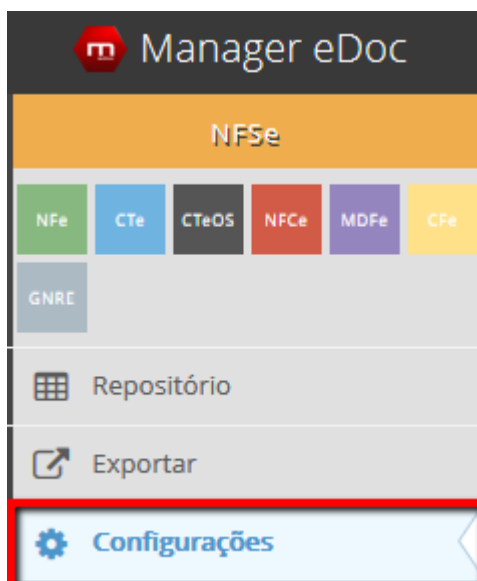 m Manager eDoc
NFSe
NFe CTe CTeOS NFCe MDFe CFe
GNRE
Repositório
Exportar
Configurações